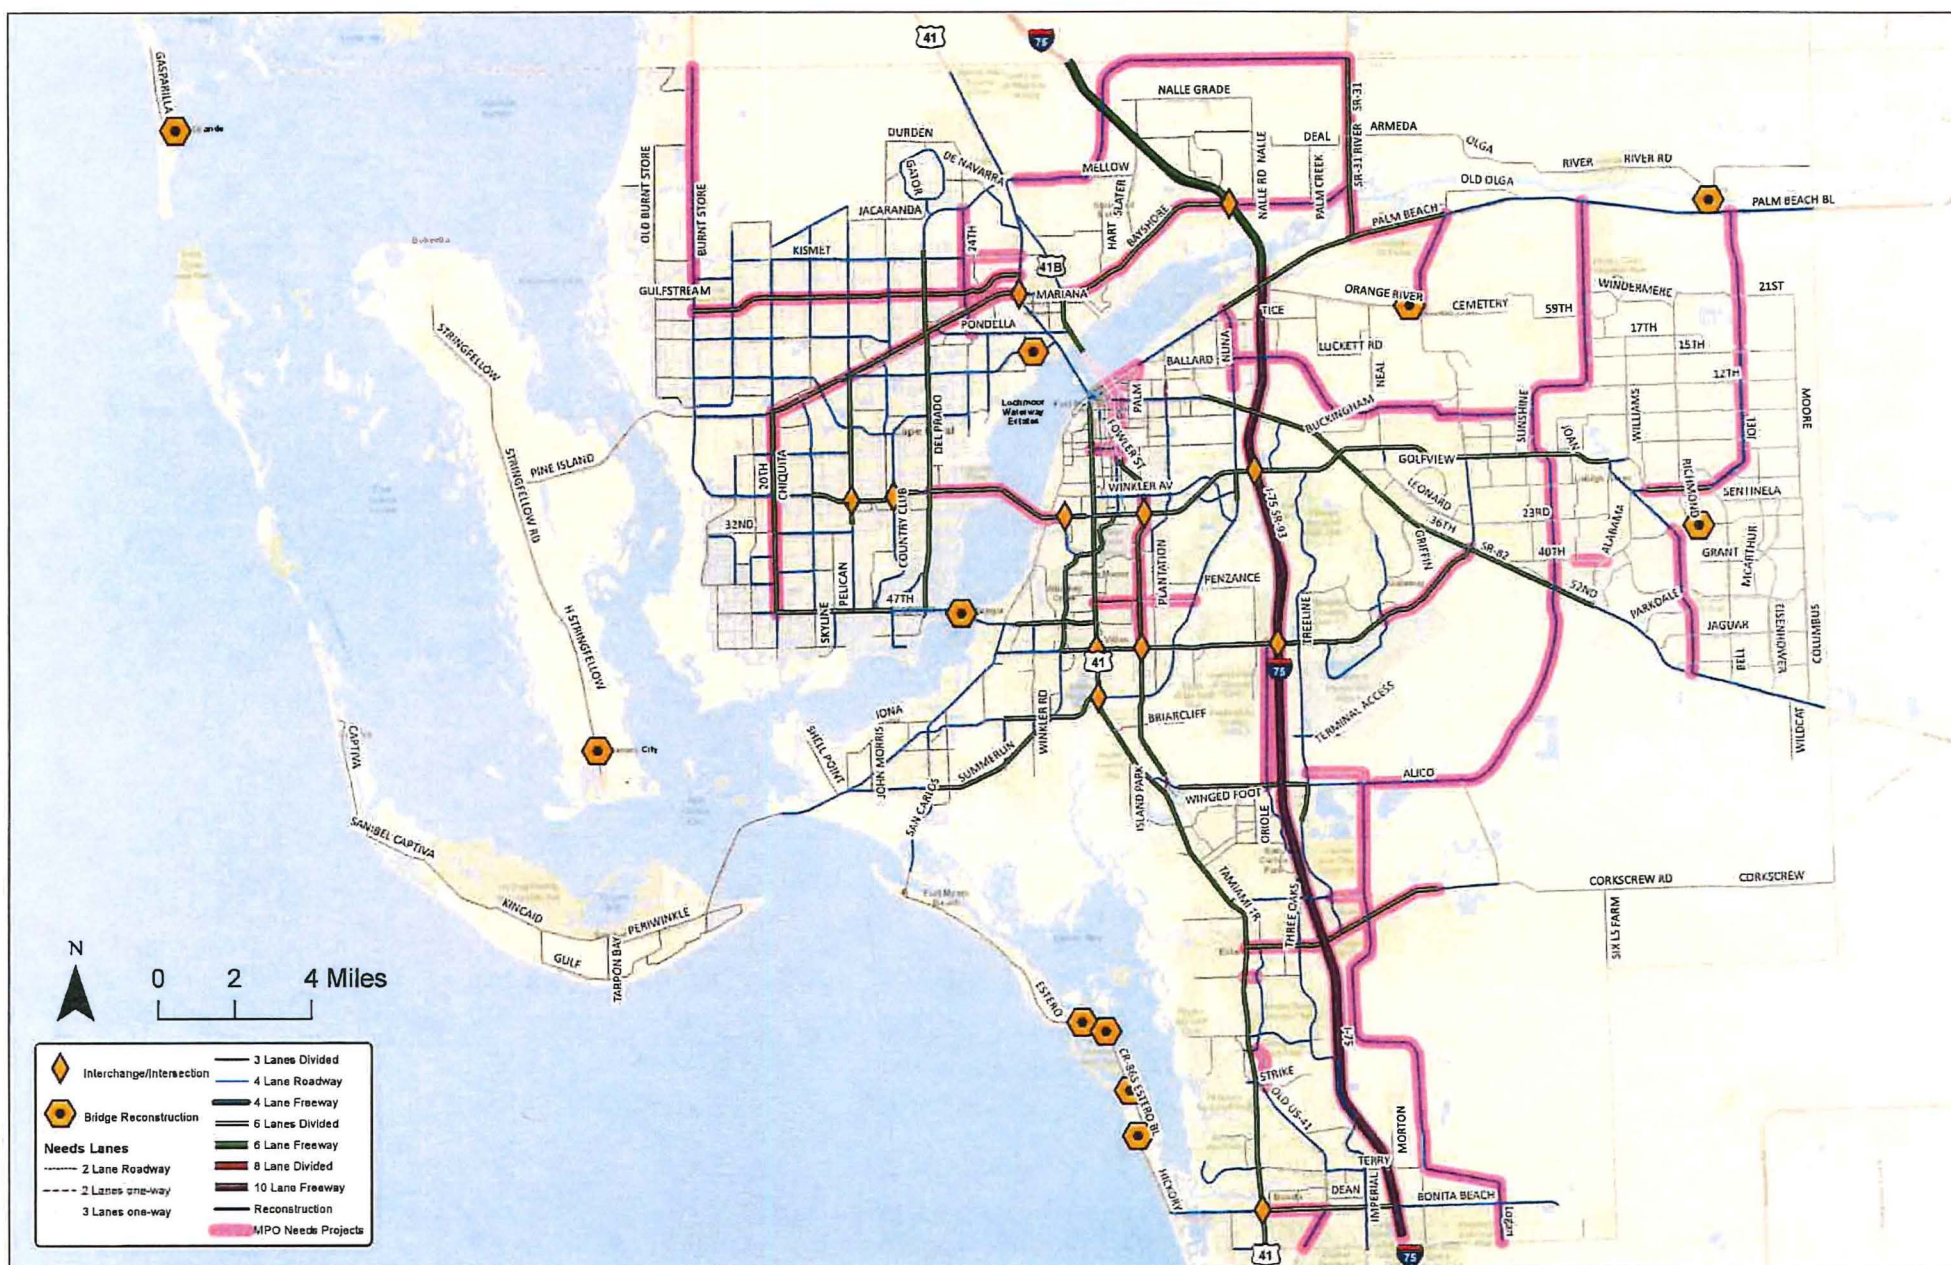 41
75
GASPARILLA
NALLE GRADE
SR-31
DURDEN
DEAL
ARMEDA
OLGA
RIVER
RIVER RD
OLD BURNT STORE
BURNT STORE
GATOR
DE NAVARRA
MELLOW
HART
SLATER
NALLE RD NALLE
PALM CREEK
SR-31 RIVER
OLD OLGA
PALM BEACH
PALM BEACH BL
JACARANDA
24TH
BAYSHORE
KISMET
41B
GULFSTREAM
MARIANA
TICE
ORANGE RIVER
CEMETERY
59TH
WINDERMERE
21ST
STRINGFELLOW
PONDELLA
BALLARD
NUNA
LUCKETT RD
NEAL
17TH
15TH
12TH
Lochmoor
Waterway
Estates
PALM
BUCKINGHAM
SUNSHINE
WILLIAMS
JOEL
MOORE
DEL PRADO
FOWLER ST
PINE ISLAND
20TH
CHIQUITA
GOLFVIEW
JOAN
STRINGFELLOW RD
COUNTRY CLUB
WINKLER AV
I-75 SR-93
LEONARD
36TH
23RD
RICHMOND
SENTINELA
32ND
PLANTATION
GRIFFIN
SR-82
40TH
ALABAMA
GRANT
MCARTHUR
PELICAN
47TH
PENZANCE
52ND
PARKDALE
SKYLINE
TREELINE
JAGUAR
BELL
EISENHOWER
COLUMBUS
H STRINGFELLOW
41
75
WINKLER RD
BRIARCLIFF
TERMINAL ACCESS
WILDCAT
IONA
SHELL POINT
CAPTIVA
City
JOHN MORRIS
SUMMERLIN
SAN CARLOS
ISLAND PARK
WINGED FOOT
ALICO
ORIOLE
SANIBEL CAPTIVA
TAMIAMI TR
THREE OAKS
CORKSCREW RD
CORKSCREW
SIX LS FARM
KINCAID
PERIWINKLE
GULF
TARPON BAY
ESTERO
CR-865 ESTERO BL
I-75
STRIKE
OLD US-41
MORTON
TERRY
HICKORY
DEAN
IMPERIAL
BONITA BEACH
Logan
41
75
N
0 2 4 Miles
Interchange/Intersection
Bridge Reconstruction
Needs Lanes
2 Lane Roadway
2 Lanes one-way
3 Lanes one-way
3 Lanes Divided
4 Lane Roadway
4 Lane Freeway
6 Lanes Divided
6 Lane Freeway
8 Lane Divided
10 Lane Freeway
Reconstruction
MPO Needs Projects